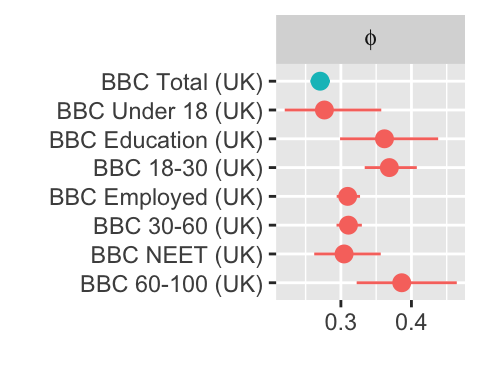 ϕ
BBC Total (UK)
BBC Under 18 (UK)
BBC Education (UK)
BBC 18-30 (UK)
BBC Employed (UK)
BBC 30-60 (UK)
BBC NEET (UK)
BBC 60-100 (UK)
0.3 0.4